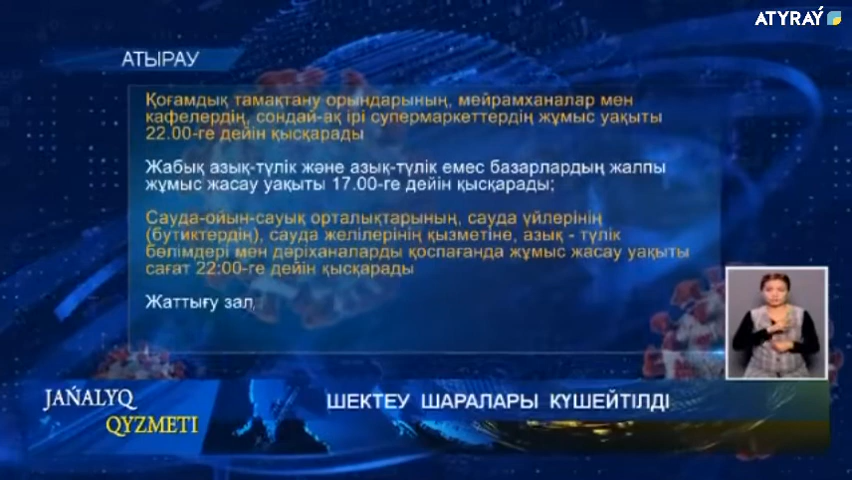 ATYRAÝ
АТЫРАУ
Қоғамдық тамақтану орындарының, мейрамханалар мен
кафелердің, сондай-ақ ірі супермаркеттердің жұмыс уақыты
22.00-ге дейін қысқарады
Жабық азық-түлік және азық-түлік емес базарлардың жалпы
жұмыс жасау уақыты 17.00-ге дейін қысқарады;
Сауда-ойын-сауық орталықтарының, сауда үйлерінің
(бутиктердің), сауда желілерінің қызметіне, азық - түлік
бөлімдері мен дәріханаларды қоспағанда жұмыс жасау уақыты
сағат 22:00-ге дейін қысқарады
Жаттығу зал
JAŃALYQ
QYZMETI
ШЕКТЕУ ШАРАЛАРЫ КҮШЕЙТІЛДІ